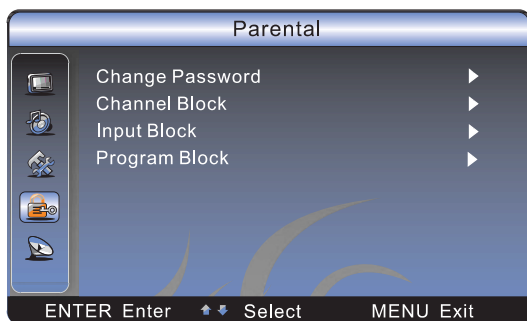 Parental
Change Password
Channel Block
Input Block
Program Block
ENTER Enter Select MENU Exit